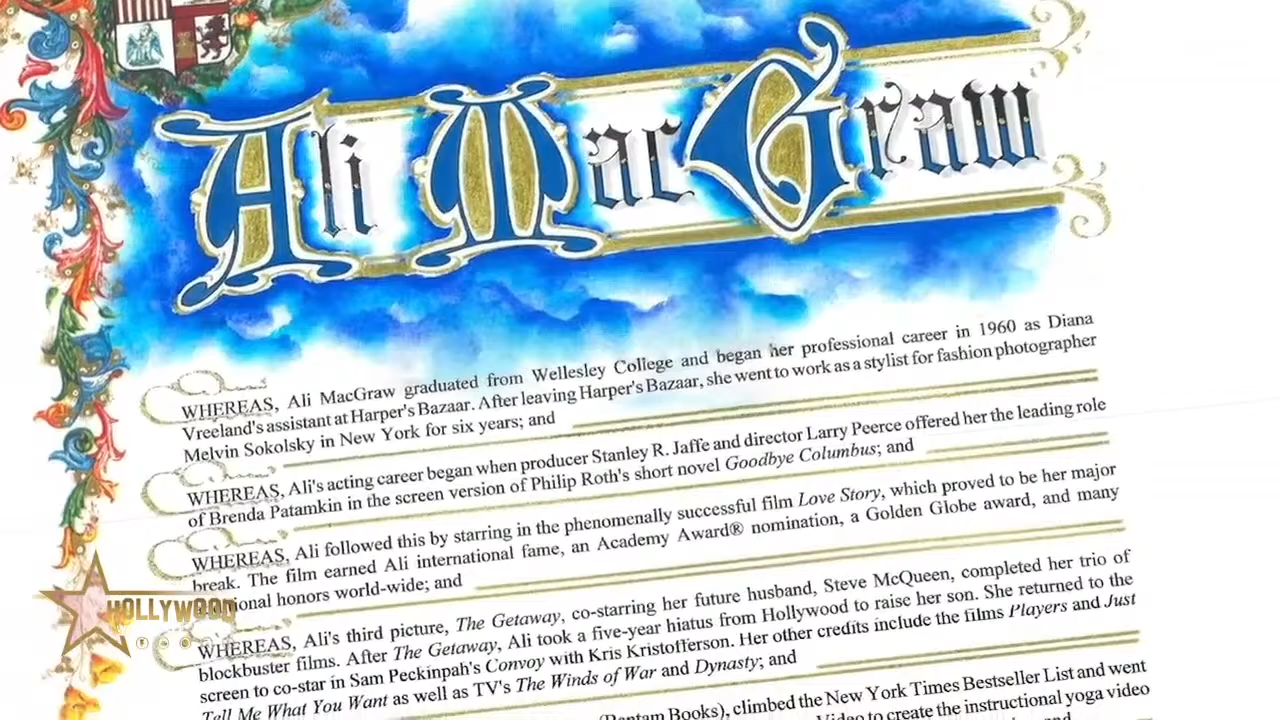 Ali MacGraw
WHEREAS, Ali MacGraw graduated from Wellesley College and began her professional career in 1960 as Diana
Vreeland's assistant at Harper's Bazaar. After leaving Harper's Bazaar, she went to work as a stylist for fashion photographer
Melvin Sokolsky in New York for six years; and
WHEREAS, Ali's acting career began when producer Stanley R. Jaffe and director Larry Peerce offered her the leading role
of Brenda Patamkin in the screen version of Philip Roth's short novel Goodbye Columbus; and
WHEREAS, Ali followed this by starring in the phenomenally successful film Love Story, which proved to be her major
break. The film earned Ali international fame, an Academy Award® nomination, a Golden Globe award, and many
honors world-wide; and
WHEREAS, Ali's third picture, The Getaway, co-starring her future husband, Steve McQueen, completed her trio of
blockbuster films. After The Getaway, Ali took a five-year hiatus from Hollywood to raise her son. She returned to the
screen to co-star in Sam Peckinpah's Convoy with Kris Kristofferson. Her other credits include the films Players and Just
Tell Me What You Want as well as TV's The Winds of War and Dynasty; and
(Bantam Books), climbed the New York Times Bestseller List and went
Video to create the instructional yoga video
and
HOLLYWOOD